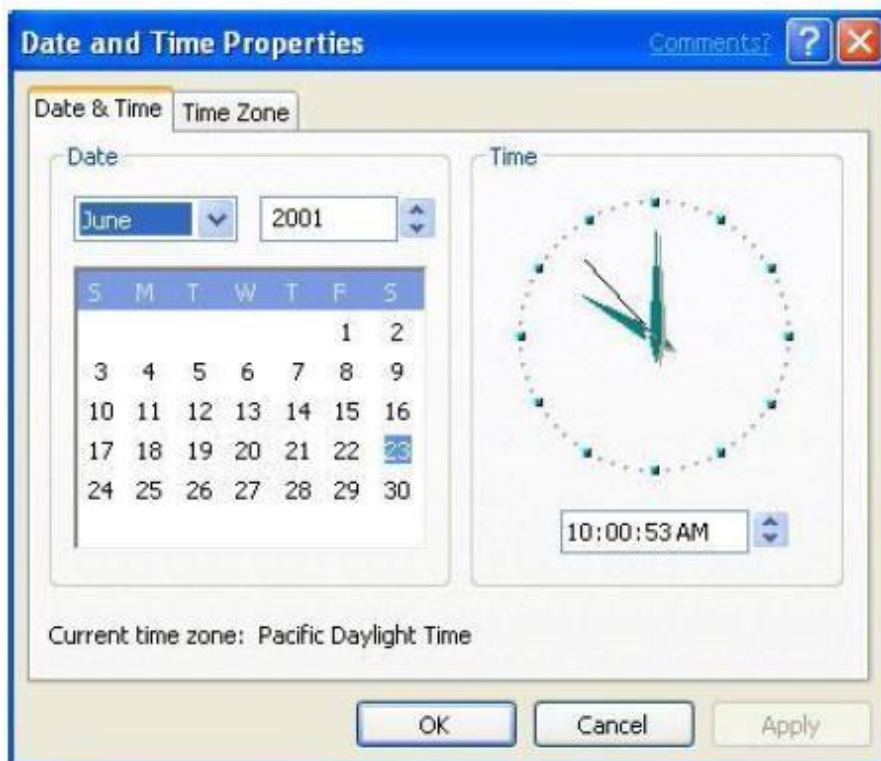 Date and Time Properties Comments? ?
Date & Time Time Zone
Date
June 2001
S M T W T F S
1 2
3 4 5 6 7 8 9
10 11 12 13 14 15 16
17 18 19 20 21 22 23
24 25 26 27 28 29 30
Time
10:00:53 AM
Current time zone: Pacific Daylight Time
OK Cancel Apply